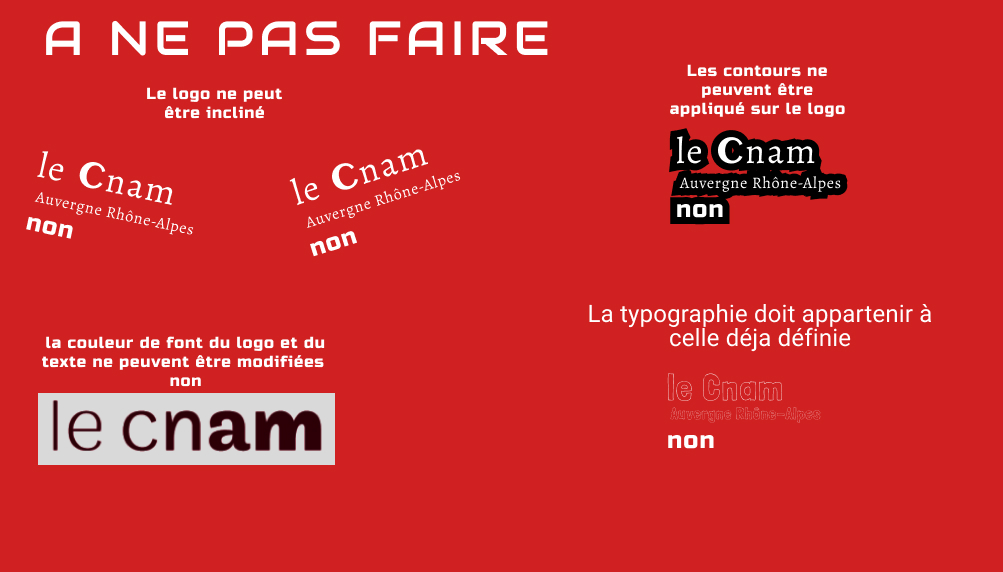 A NE PAS FAIRE
Le logo ne peut
être incliné
le Cnam
Auvergne Rhône-Alpes
non
le Cnam
Auvergne Rhône-Alpes
non
Les contours ne
peuvent être
appliqué sur le logo
le Cnam
Auvergne Rhône-Alpes
non
la couleur de font du logo et du
texte ne peuvent être modifiées
non
le cnam
La typographie doit appartenir à
celle déja définie
le Cnam
Auvergne Rhône-Alpes
non